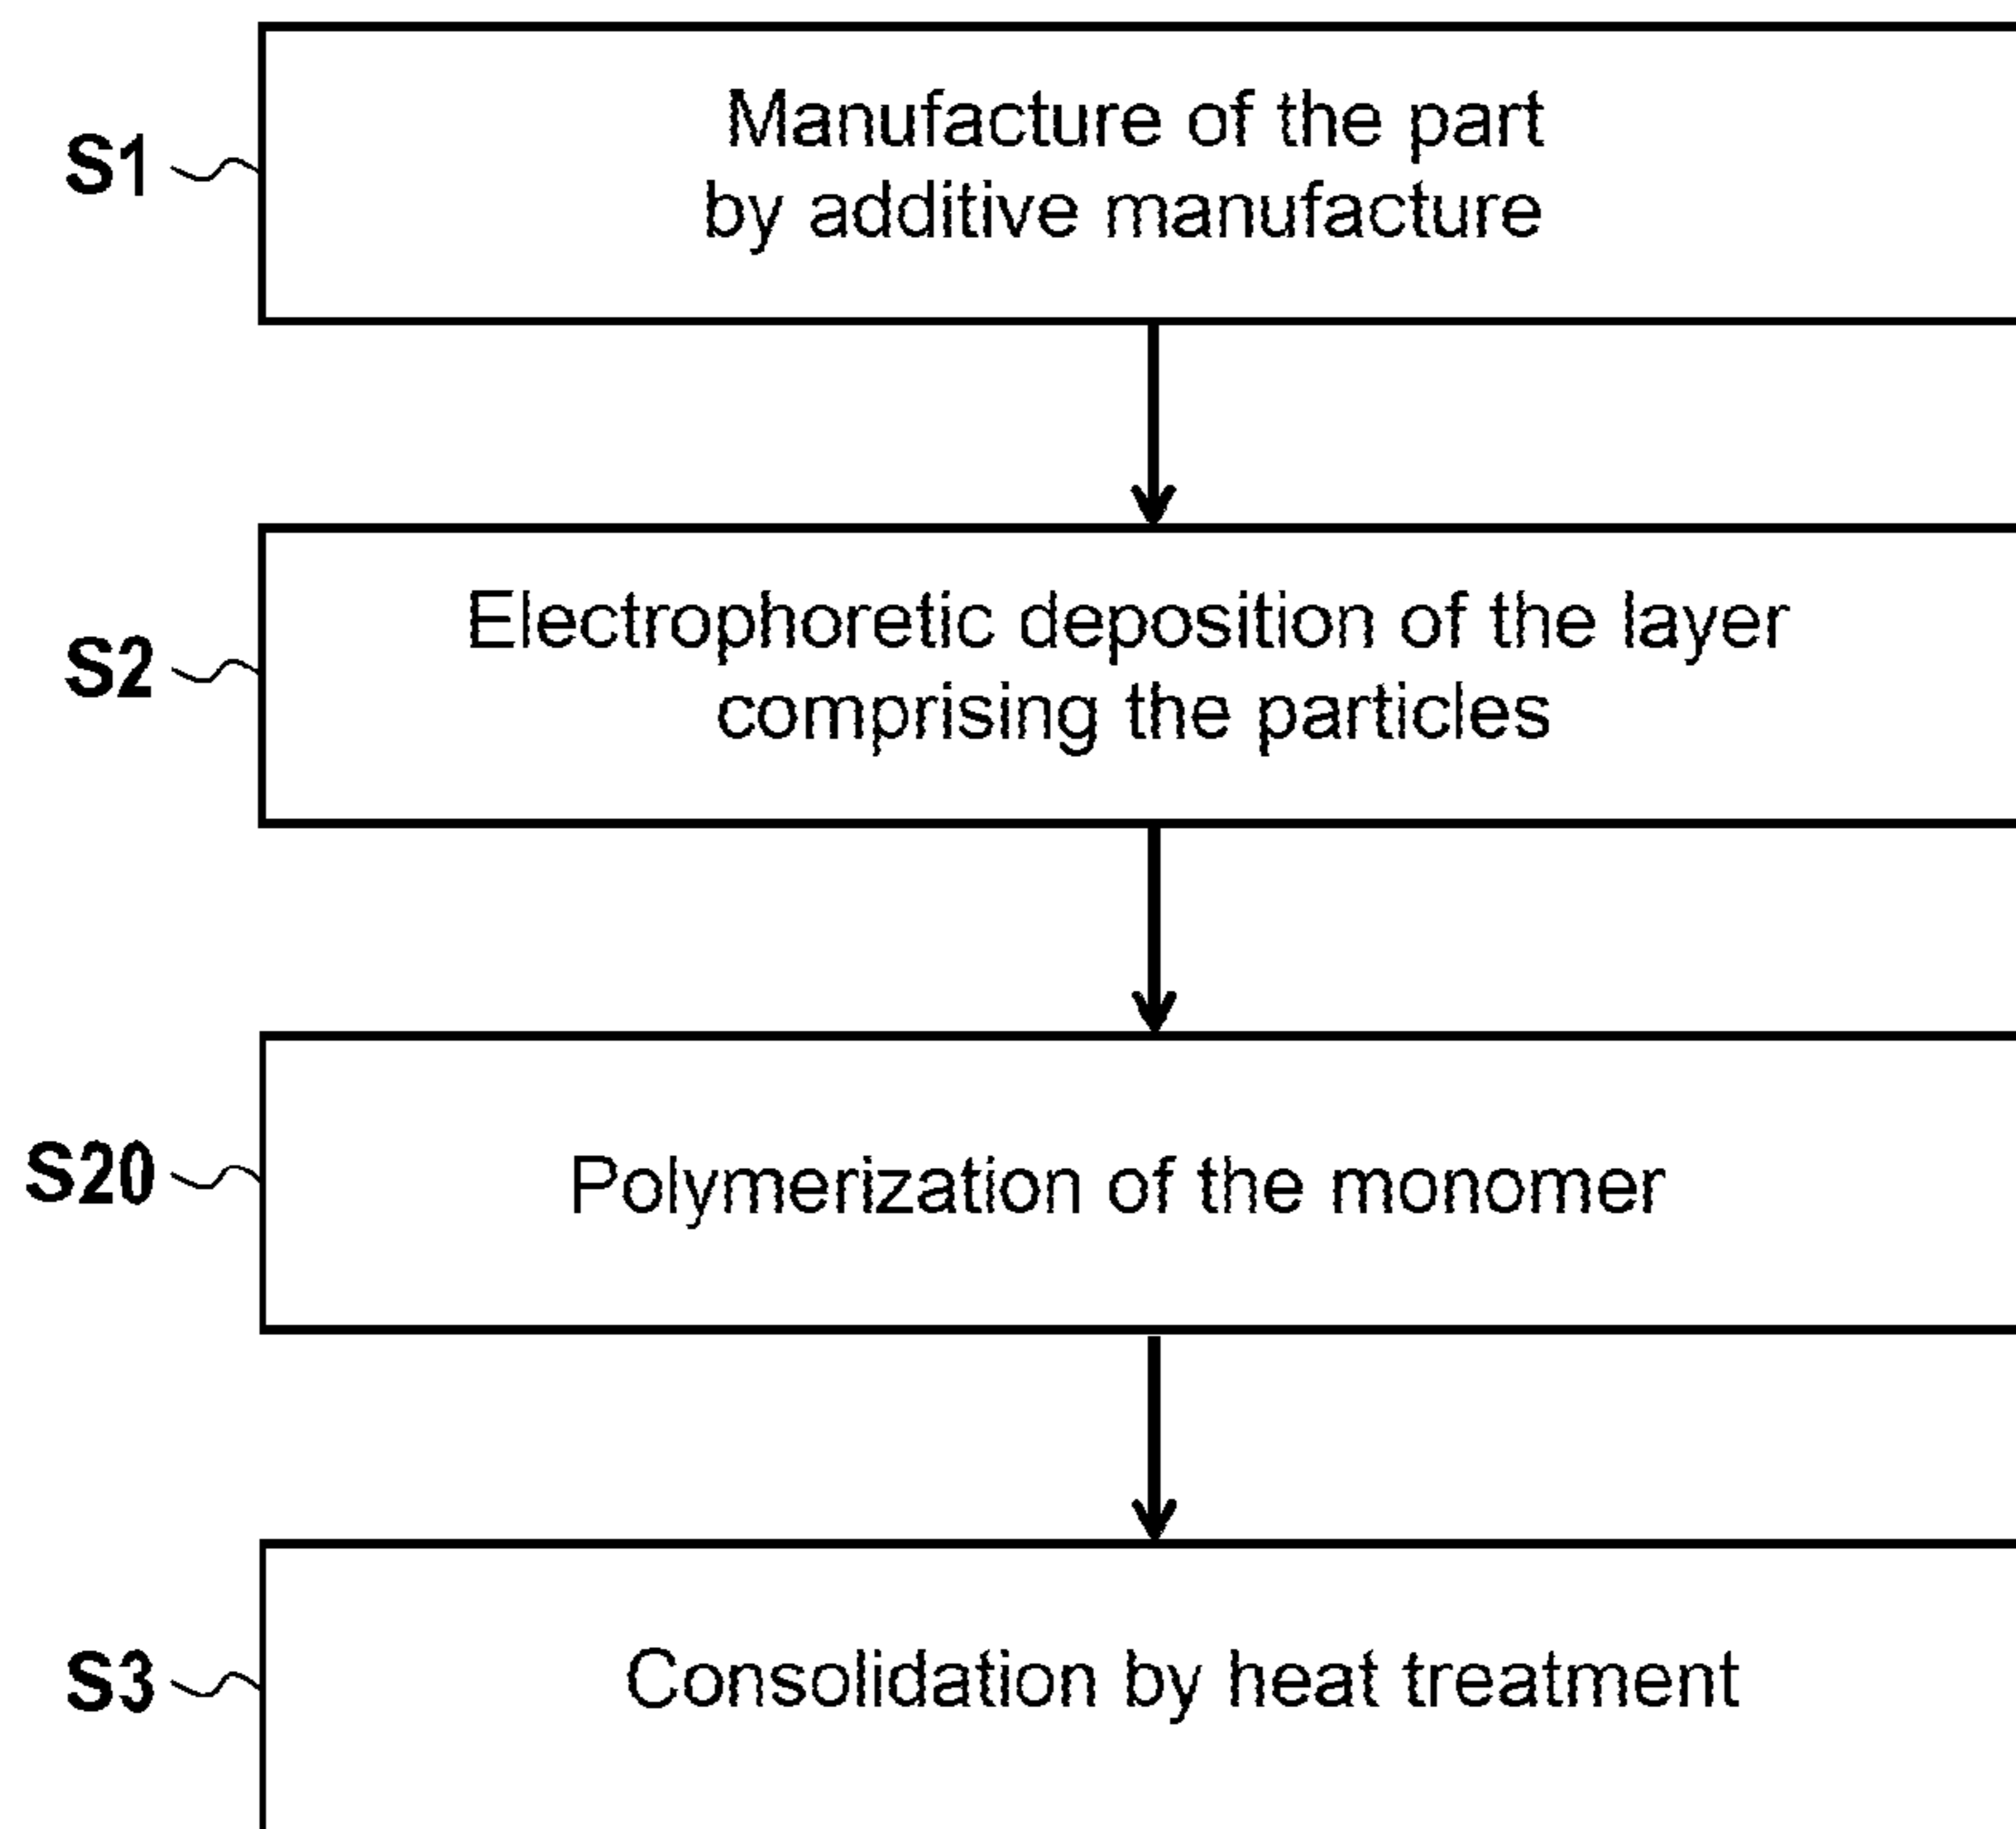 S1
Manufacture of the part
by additive manufacture
S2
Electrophoretic deposition of the layer
comprising the particles
S20
Polymerization of the monomer
S3
Consolidation by heat treatment